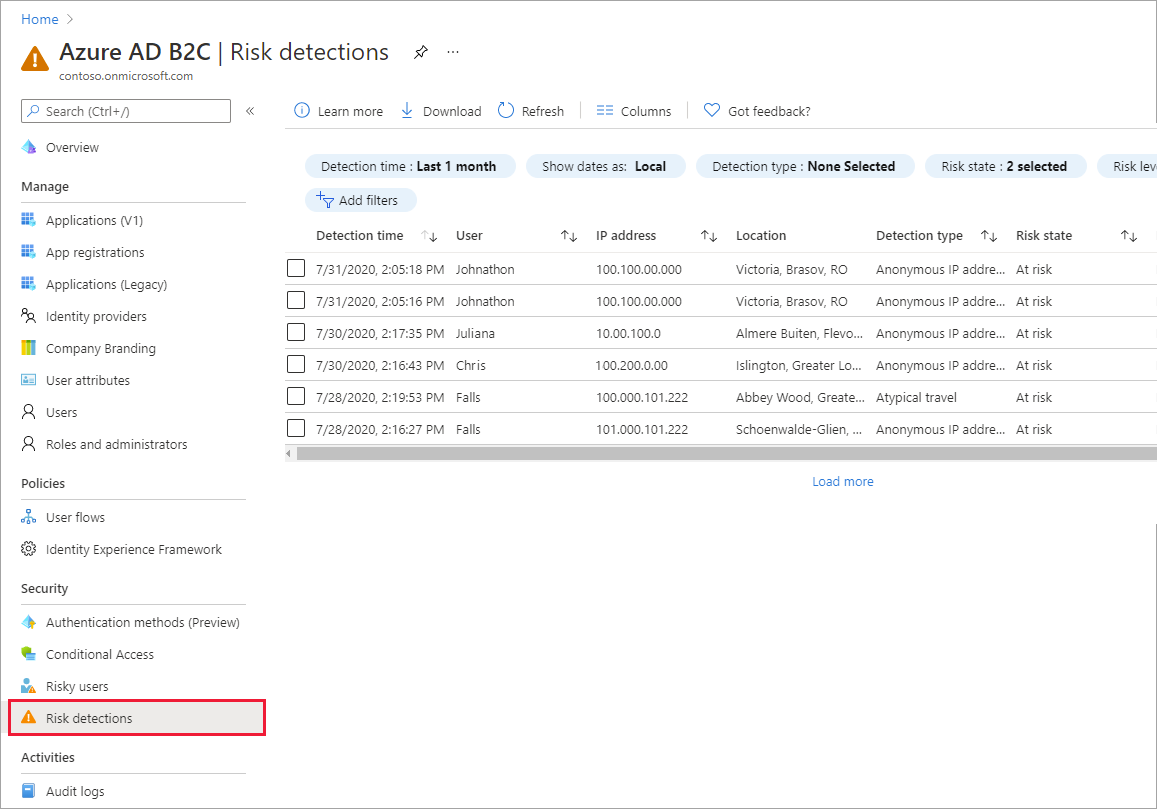 Home
Azure AD B2C | Risk detections
contoso.onmicrosoft.com
Search (Ctrl+/)
Overview
Manage
Applications (V1)
App registrations
Applications (Legacy)
Identity providers
Company Branding
User attributes
Users
Roles and administrators
Policies
User flows
Identity Experience Framework
Security
Authentication methods (Preview)
Conditional Access
Risky users
Risk detections
Activities
Audit logs
Learn more Download Refresh Columns Got feedback?
Detection time : Last 1 month Show dates as: Local Detection type : None Selected Risk state : 2 selected Risk leve
Add filters
Detection time User IP address Location Detection type Risk state
7/31/2020, 2:05:18 PM Johnathon 100.100.00.000 Victoria, Brasov, RO Anonymous IP addre... At risk
7/31/2020, 2:05:16 PM Johnathon 100.100.00.000 Victoria, Brasov, RO Anonymous IP addre... At risk
7/30/2020, 2:17:35 PM Juliana 10.00.100.0 Almere Buiten, Flevo... Anonymous IP addre... At risk
7/30/2020, 2:16:43 PM Chris 100.200.0.00 Islington, Greater Lo... Anonymous IP addre... At risk
7/28/2020, 2:19:53 PM Falls 100.000.101.222 Abbey Wood, Greate... Atypical travel At risk
7/28/2020, 2:16:27 PM Falls 101.000.101.222 Schoenwalde-Glien, ... Anonymous IP addre... At risk
Load more